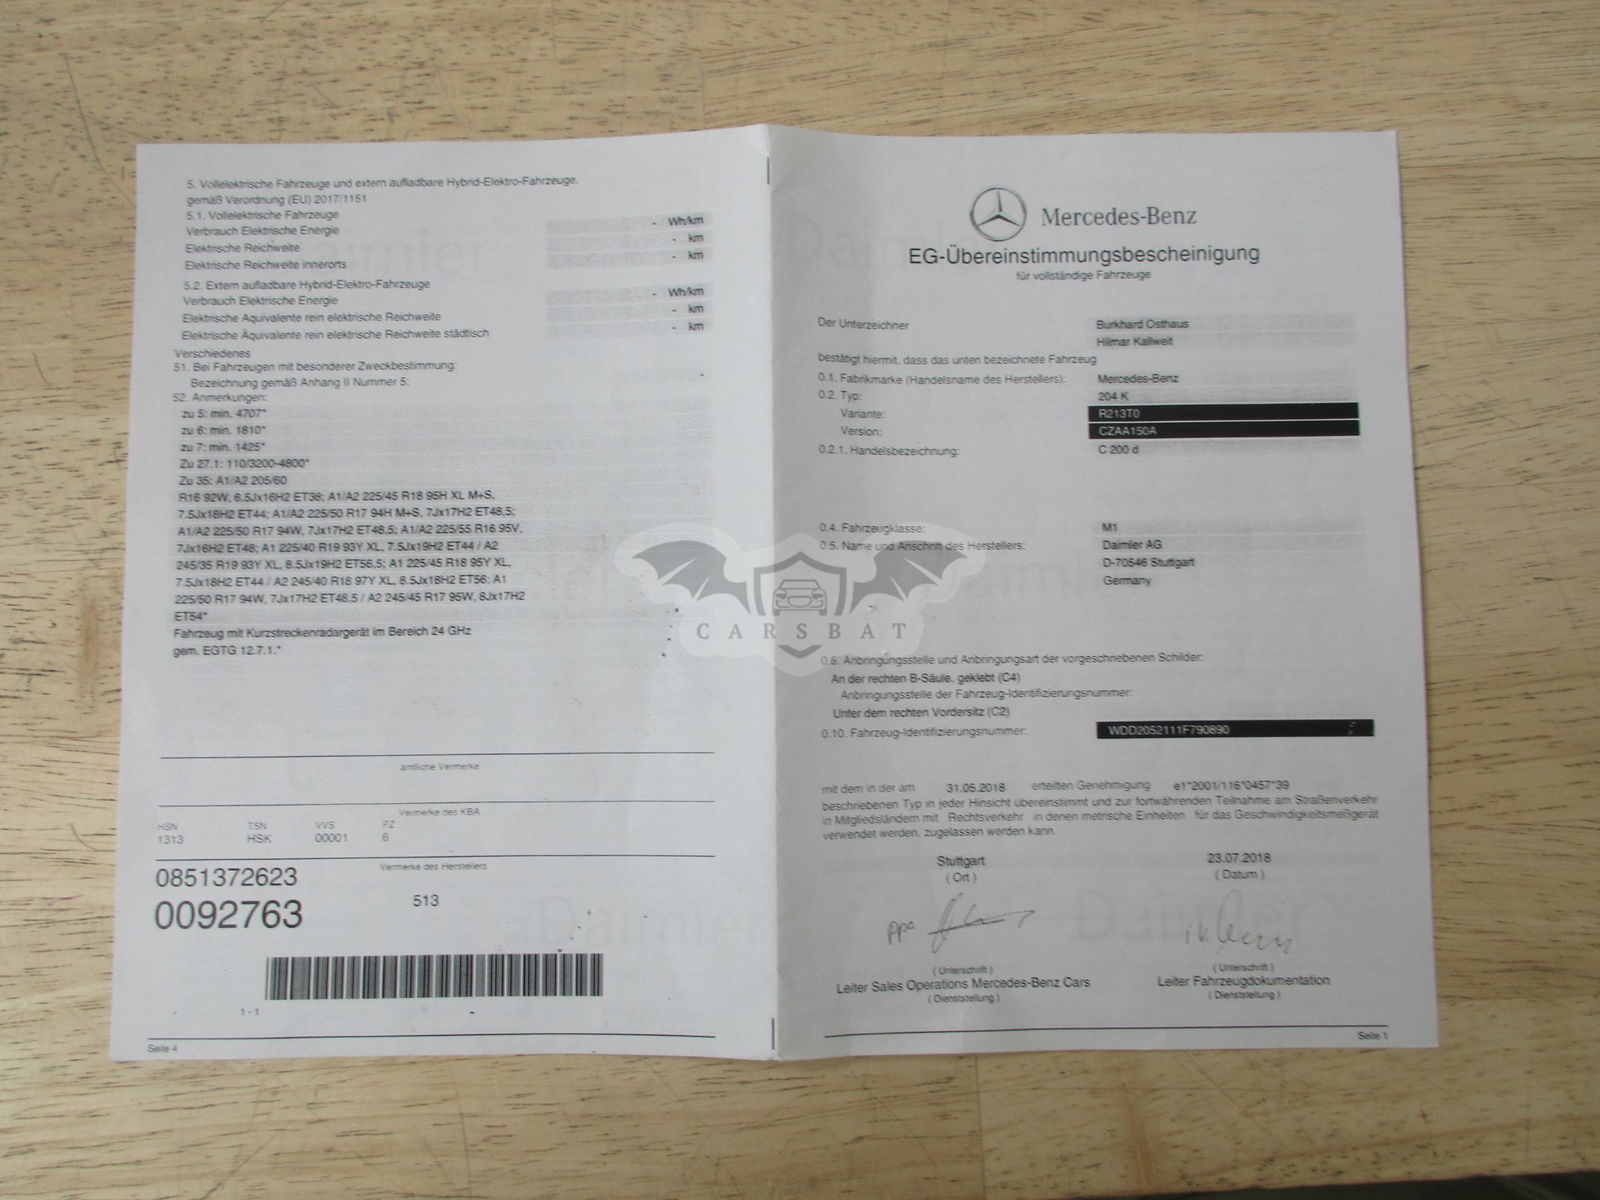 5. Vollelektrische Fahrzeuge und extern aufladbare Hybrid-Elektro-Fahrzeuge,
gemäß Verordnung (EU) 2017/1151
5.1. Vollelektrische Fahrzeuge
Verbrauch Elektrische Energie - Wh/km
Elektrische Reichweite - km
Elektrische Reichweite innerorts - km
5.2. Extern aufladbare Hybrid-Elektro-Fahrzeuge
Verbrauch Elektrische Energie - Wh/km
Elektrische Äquivalente rein elektrische Reichweite - km
Elektrische Äquivalente rein elektrische Reichweite städtisch - km
Verschiedenes
51. Bei Fahrzeugen mit besonderer Zweckbestimmung:
Bezeichnung gemäß Anhang II Nummer 5: -
52. Anmerkungen:
zu 5: min. 4707*
zu 6: min. 1810*
zu 7: min. 1425*
Zu 27.1: 110/3200-4800*
Zu 35: A1/A2 205/60
R16 92W, 6.5Jx16H2 ET38; A1/A2 225/45 R18 95H XL M+S,
7.5Jx18H2 ET44; A1/A2 225/50 R17 94H M+S, 7Jx17H2 ET48,5;
A1/A2 225/50 R17 94W, 7Jx17H2 ET48,5; A1/A2 225/55 R16 95V,
7Jx16H2 ET48; A1 225/40 R19 93Y XL, 7.5Jx19H2 ET44 / A2
245/35 R19 93Y XL, 8.5Jx19H2 ET56.5; A1 225/45 R18 95Y XL,
7.5Jx18H2 ET44 / A2 245/40 R18 97Y XL, 8.5Jx18H2 ET56: A1
225/50 R17 94W, 7Jx17H2 ET48,5 / A2 245/45 R17 95W, 8Jx17H2
ET54*
Fahrzeug mit Kurzstreckenradargerät im Bereich 24 GHz
gem. EGTG 12.7.1.*
amtliche Vermerke
Vermerke des KBA
HSN TSN VVS PZ
1313 HSK 00001 6
Vermerke des Herstellers
0851372623
0092763 513
1 - 1
Seite 4
Mercedes-Benz
EG-Übereinstimmungsbescheinigung
für vollständige Fahrzeuge
Der Unterzeichner Burkhard Osthaus
Hilmar Kallweit
bestätigt hiermit, dass das unten bezeichnete Fahrzeug
0.1. Fabrikmarke (Handelsname des Herstellers): Mercedes-Benz
0.2. Typ: 204 K
Variante: R213T0
Version: CZAA150A
0.2.1. Handelsbezeichnung: C 200 d
0.4. Fahrzeugklasse: M1
0.5. Name und Anschrift des Herstellers: Daimler AG
D-70546 Stuttgart
Germany
CARSBAT
0.6. Anbringungsstelle und Anbringungsart der vorgeschriebenen Schilder:
An der rechten B-Säule, geklebt (C4)
Anbringungsstelle der Fahrzeug-Identifizierungsnummer:
Unter dem rechten Vordersitz (C2)
0.10. Fahrzeug-Identifizierungsnummer: WDD2052111F790890
mit dem in der am 31.05.2018 erteilten Genehmigung e1*2001/116*0457*39
beschriebenen Typ in jeder Hinsicht übereinstimmt und zur fortwährenden Teilnahme am Straßenverkehr
in Mitgliedsländern mit Rechtsverkehr in denen metrische Einheiten für das Geschwindigkeitsmeßgerät
verwendet werden, zugelassen werden kann.
Stuttgart 23.07.2018
( Ort ) ( Datum )
ppa
( Unterschrift ) ( Unterschrift )
Leiter Sales Operations Mercedes-Benz Cars Leiter Fahrzeugdokumentation
( Dienststellung ) ( Dienststellung )
Seite 1